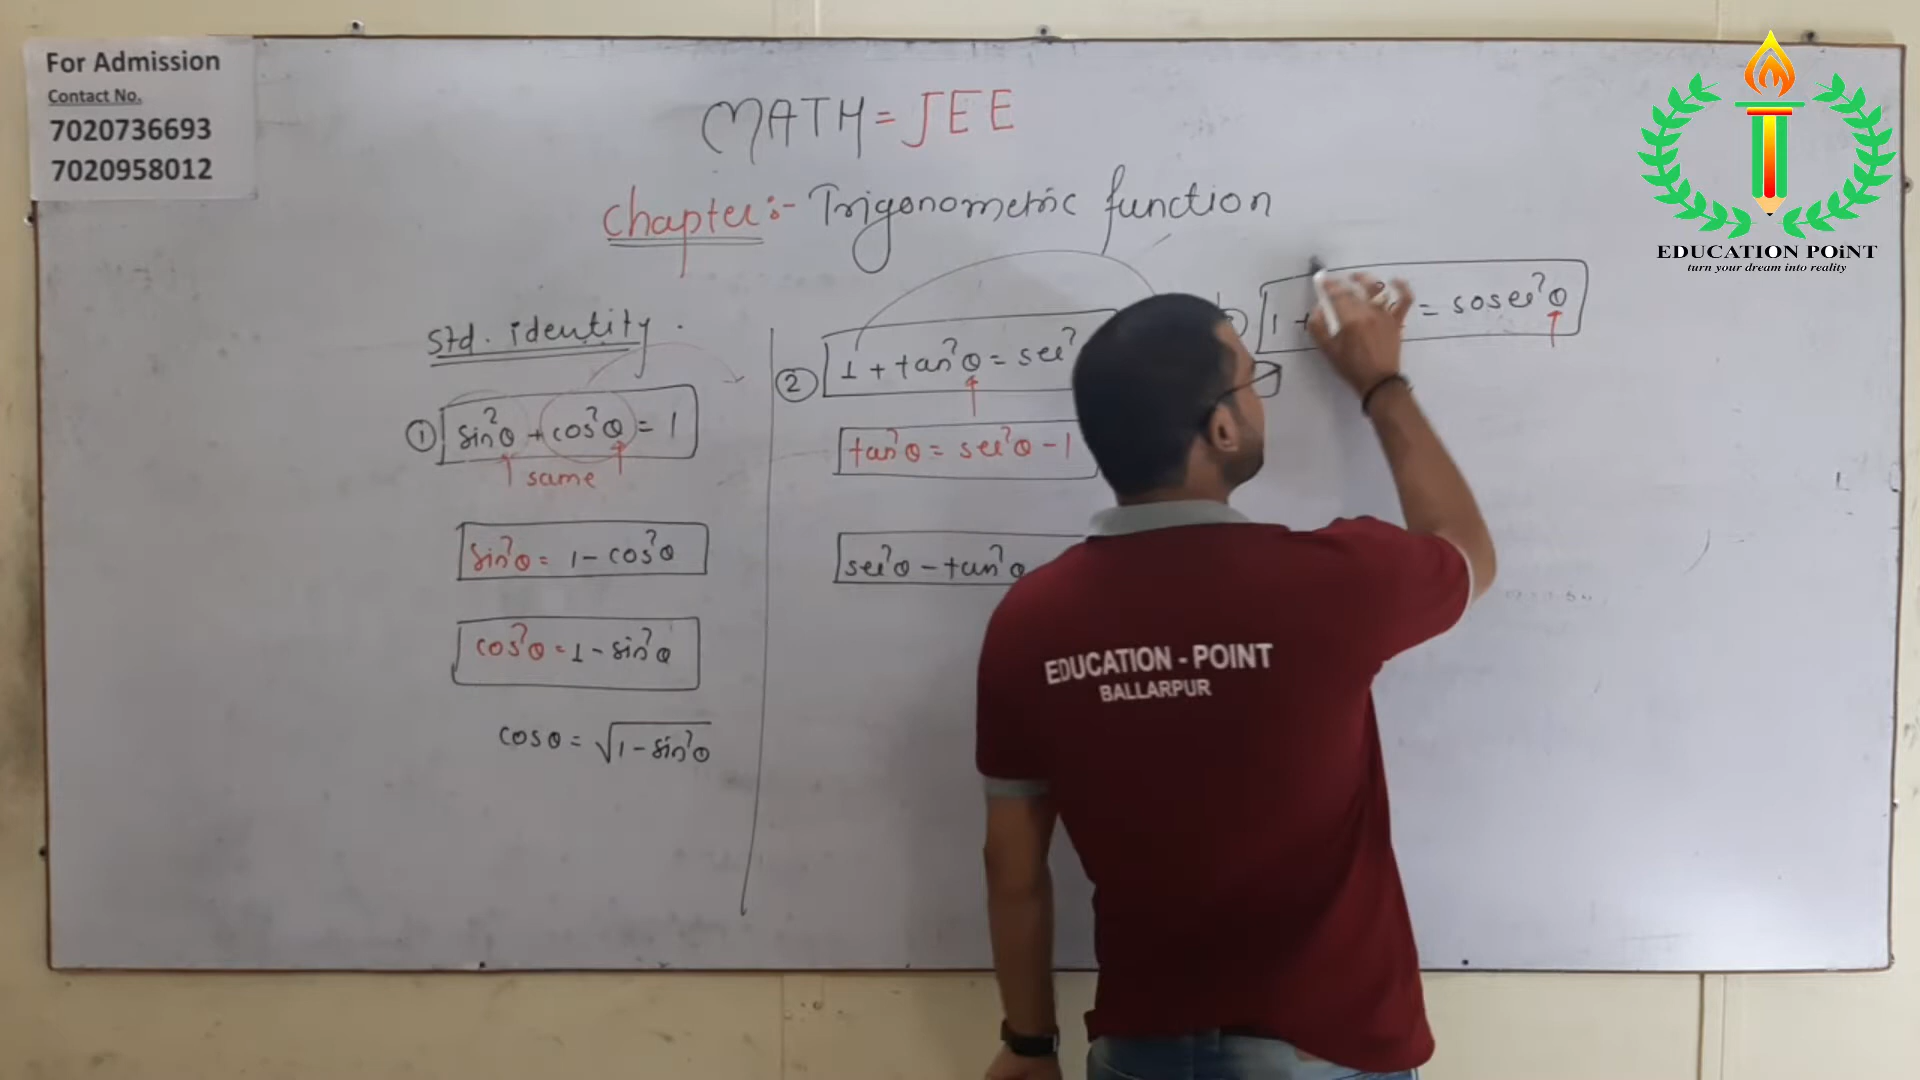 For Admission
Contact No.
7020736693
7020958012
MATH = JEE
Chapter :- Trigonometric function
Std. identity.
① sin²θ + cos²θ = 1
same
sin²θ = 1 - cos²θ
cos²θ = 1 - sin²θ
cosθ = √1 - sin²θ
② 1 + tan²θ = sec²
tan²θ = sec²θ - 1
sec²θ - tan²θ
1 + = cosec²θ
EDUCATION POiNT
turn your dream into reality
EDUCATION - POINT
BALLARPUR